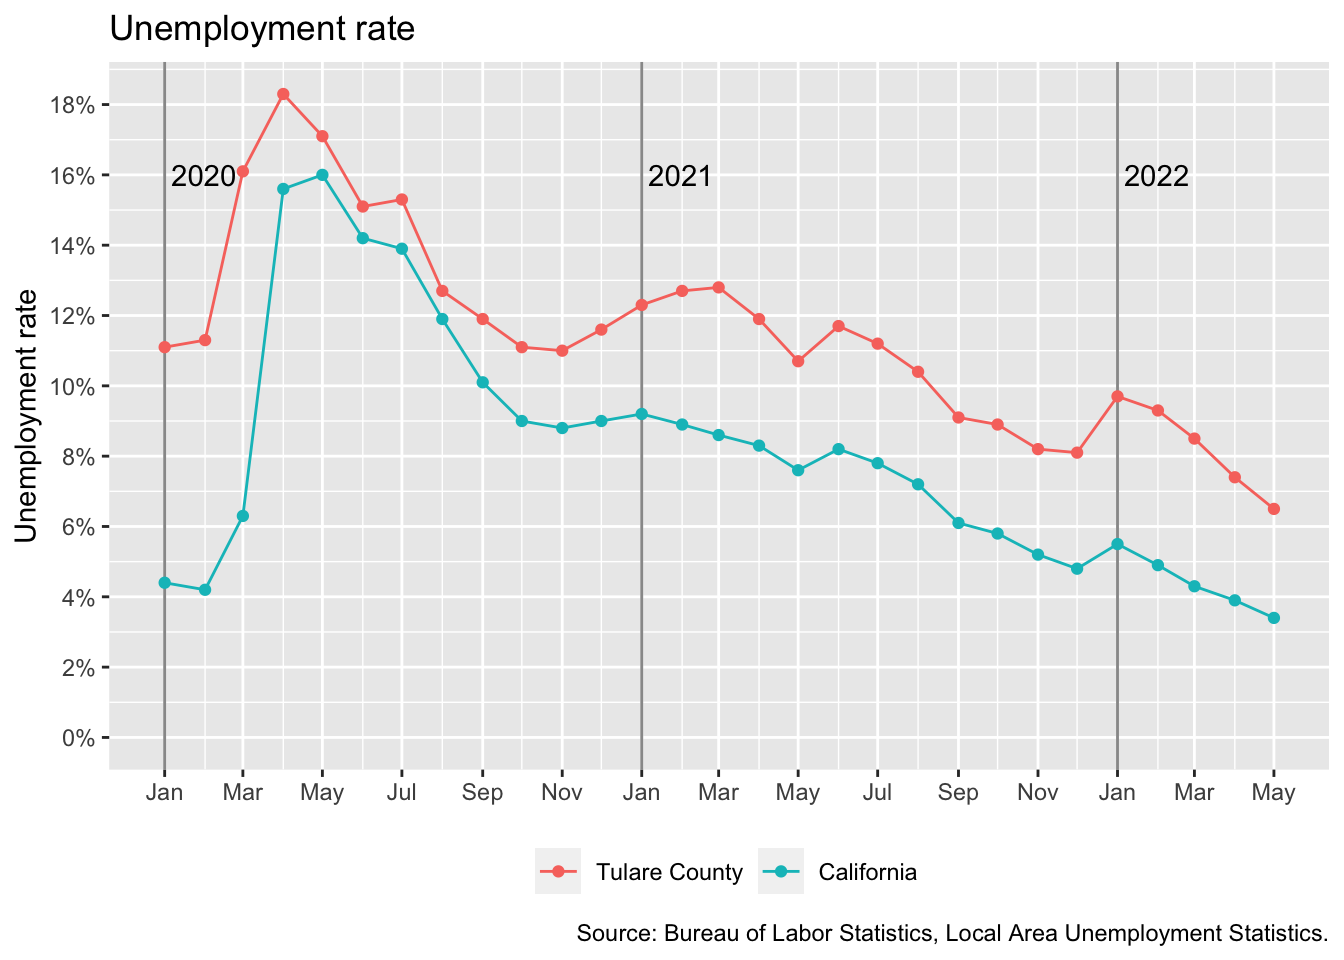 Unemployment rate
Unemployment rate
18%
16%
14%
12%
10%
8%
6%
4%
2%
0%
2020
2021
2022
Jan Mar May Jul Sep Nov Jan Mar May Jul Sep Nov Jan Mar May
Tulare County California
Source: Bureau of Labor Statistics, Local Area Unemployment Statistics.